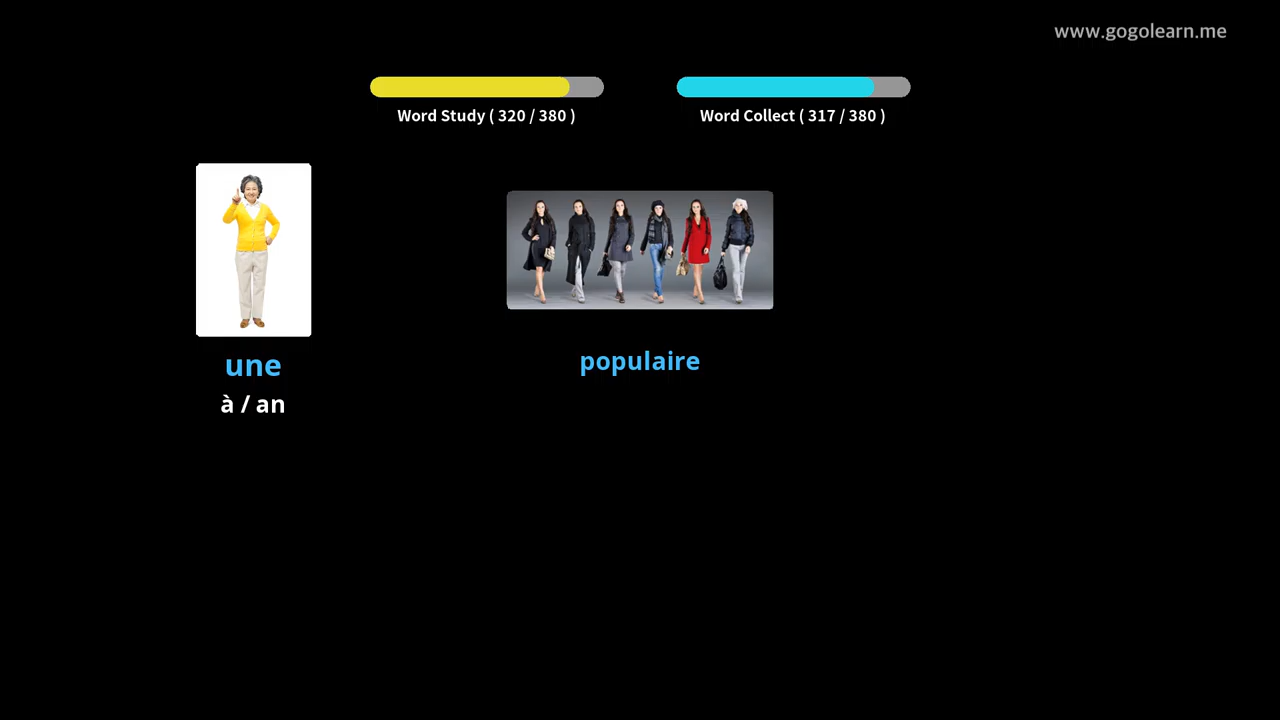 www.gogolearn.me
Word Study ( 320 / 380 )
Word Collect ( 317 / 380 )
une
à / an
populaire